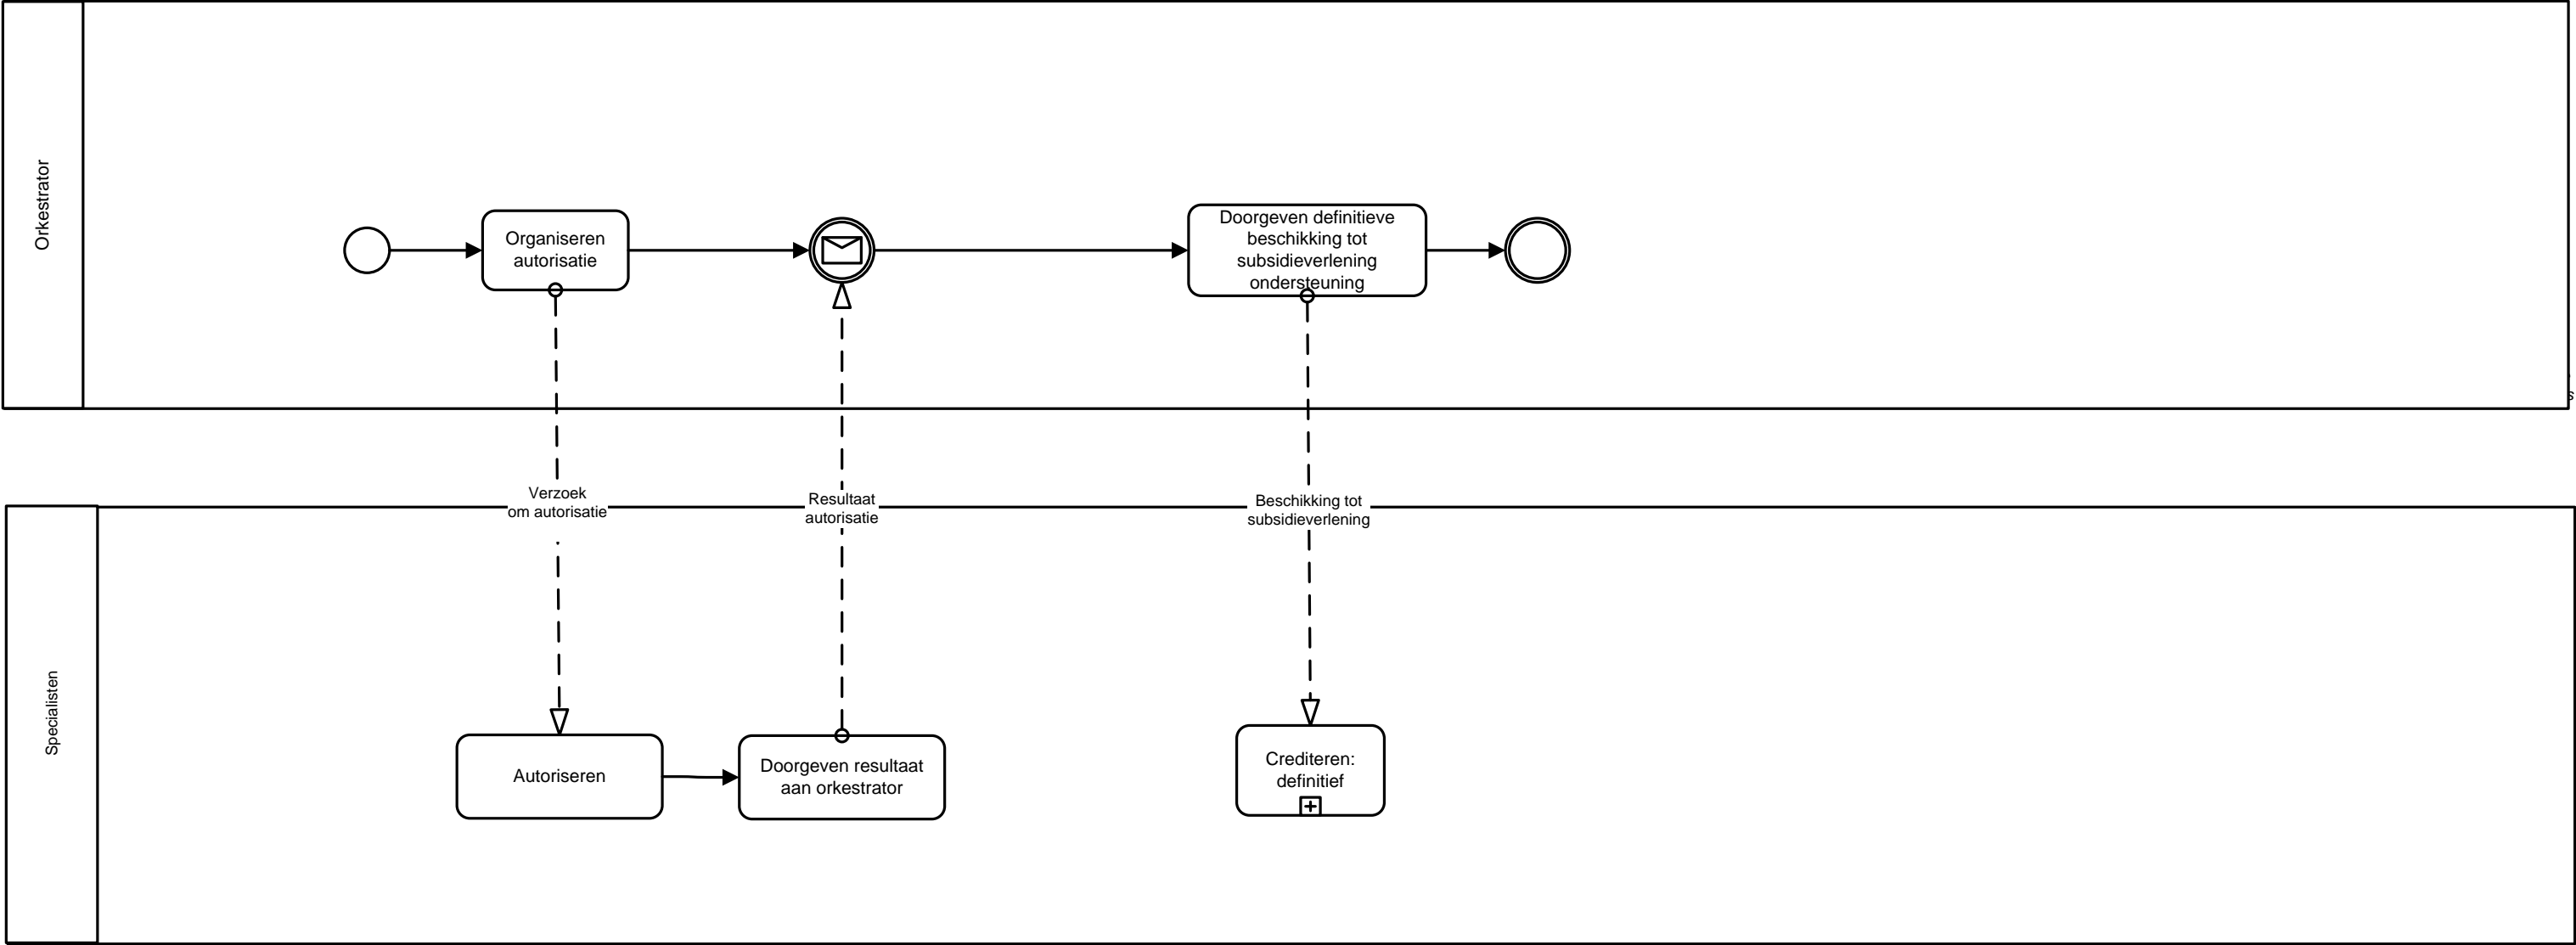 Orkestrator
Organiseren
autorisatie
Doorgeven definitieve
beschikking tot
subsidieverlening
ondersteuning
s
Verzoek
om autorisatie
Resultaat
autorisatie
Beschikking tot
subsidieverlening
Specialisten
Autoriseren
Doorgeven resultaat
aan orkestrator
Crediteren:
definitief